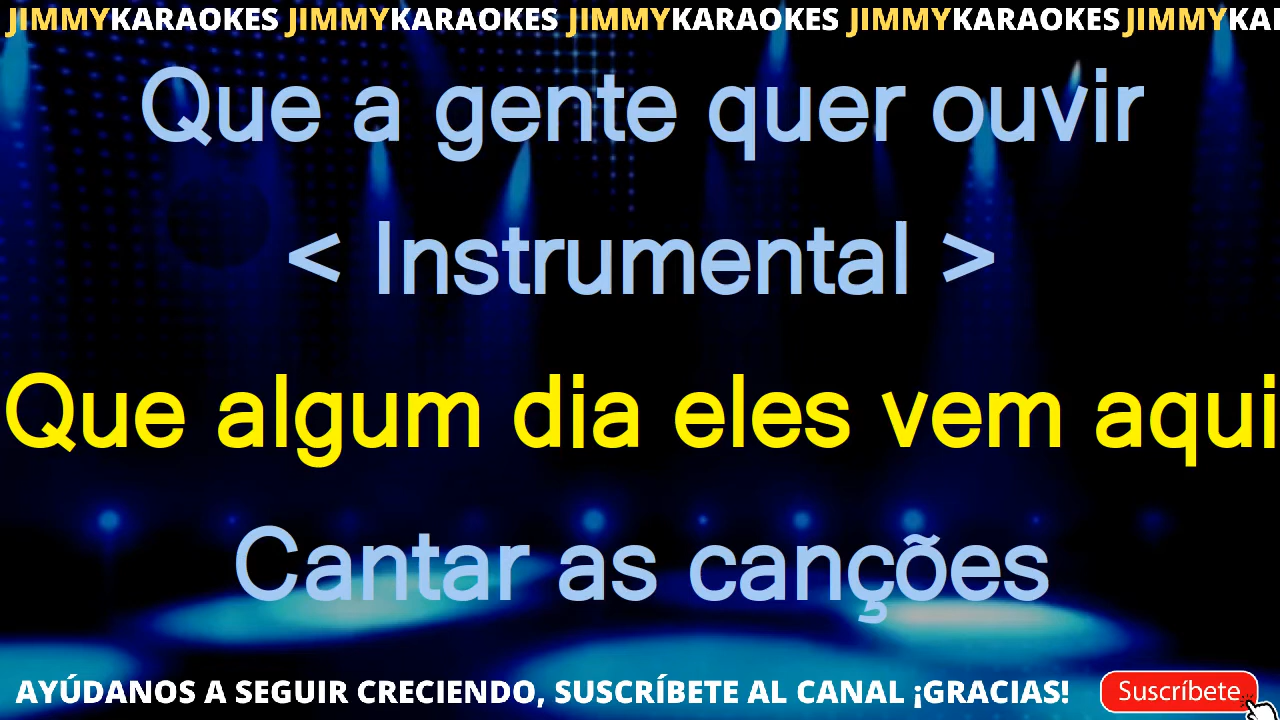 JIMMYKARAOKES JIMMYKARAOKES JIMMYKARAOKES JIMMYKARAOKES JIMMYKA
Que a gente quer ouvir
< Instrumental >
Que algum dia eles vem aqui
Cantar as canções
AYÚDANOS A SEGUIR CRECIENDO, SUSCRÍBETE AL CANAL ¡GRACIAS! Suscríbete